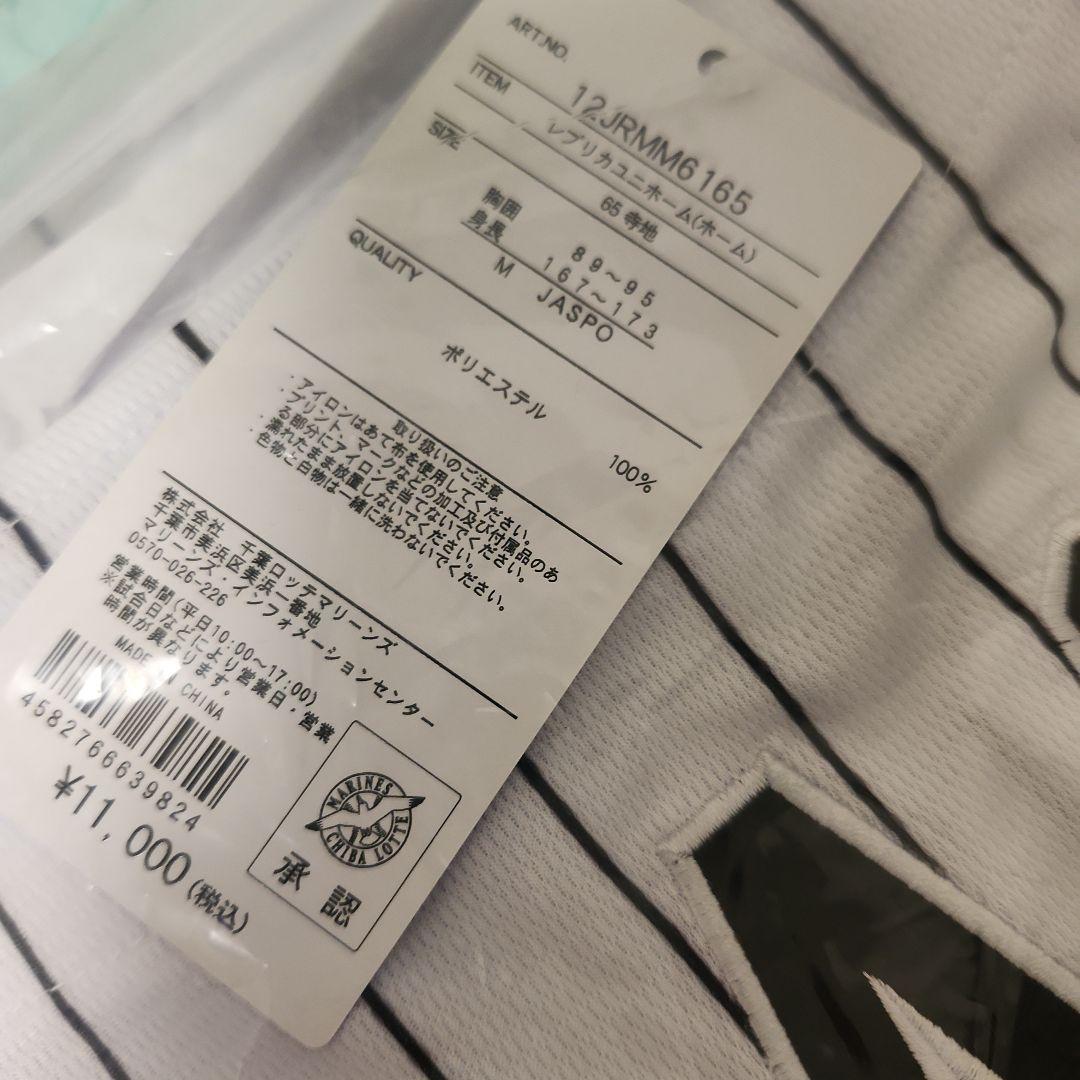 ART.NO.
12JRMM6165
ITEM
レプリカユニホーム(ホーム)
65 寺地
SIZE
胸囲 89~95
身長 167~173
M JASPO
QUALITY
ポリエステル 100%
取り扱いのご注意
・アイロンはあて布を使用してください。
・プリント、マークなどの加工及び付属品のあ
る部分にアイロンを当てないでください。
・濡れたまま放置しないでください。
・色物と白物は一緒に洗わないでください。
株式会社 千葉ロッテマリーンズ
千葉市美浜区美浜一番地
マリーンズ・インフォメーションセンター
0570-026-226
営業時間(平日10:00~17:00)
※試合日などにより営業日・営業
時間が異なります。
MADE CHINA
4582766639824
¥11,000(税込)
MARINES
CHIBA LOTTE
承認